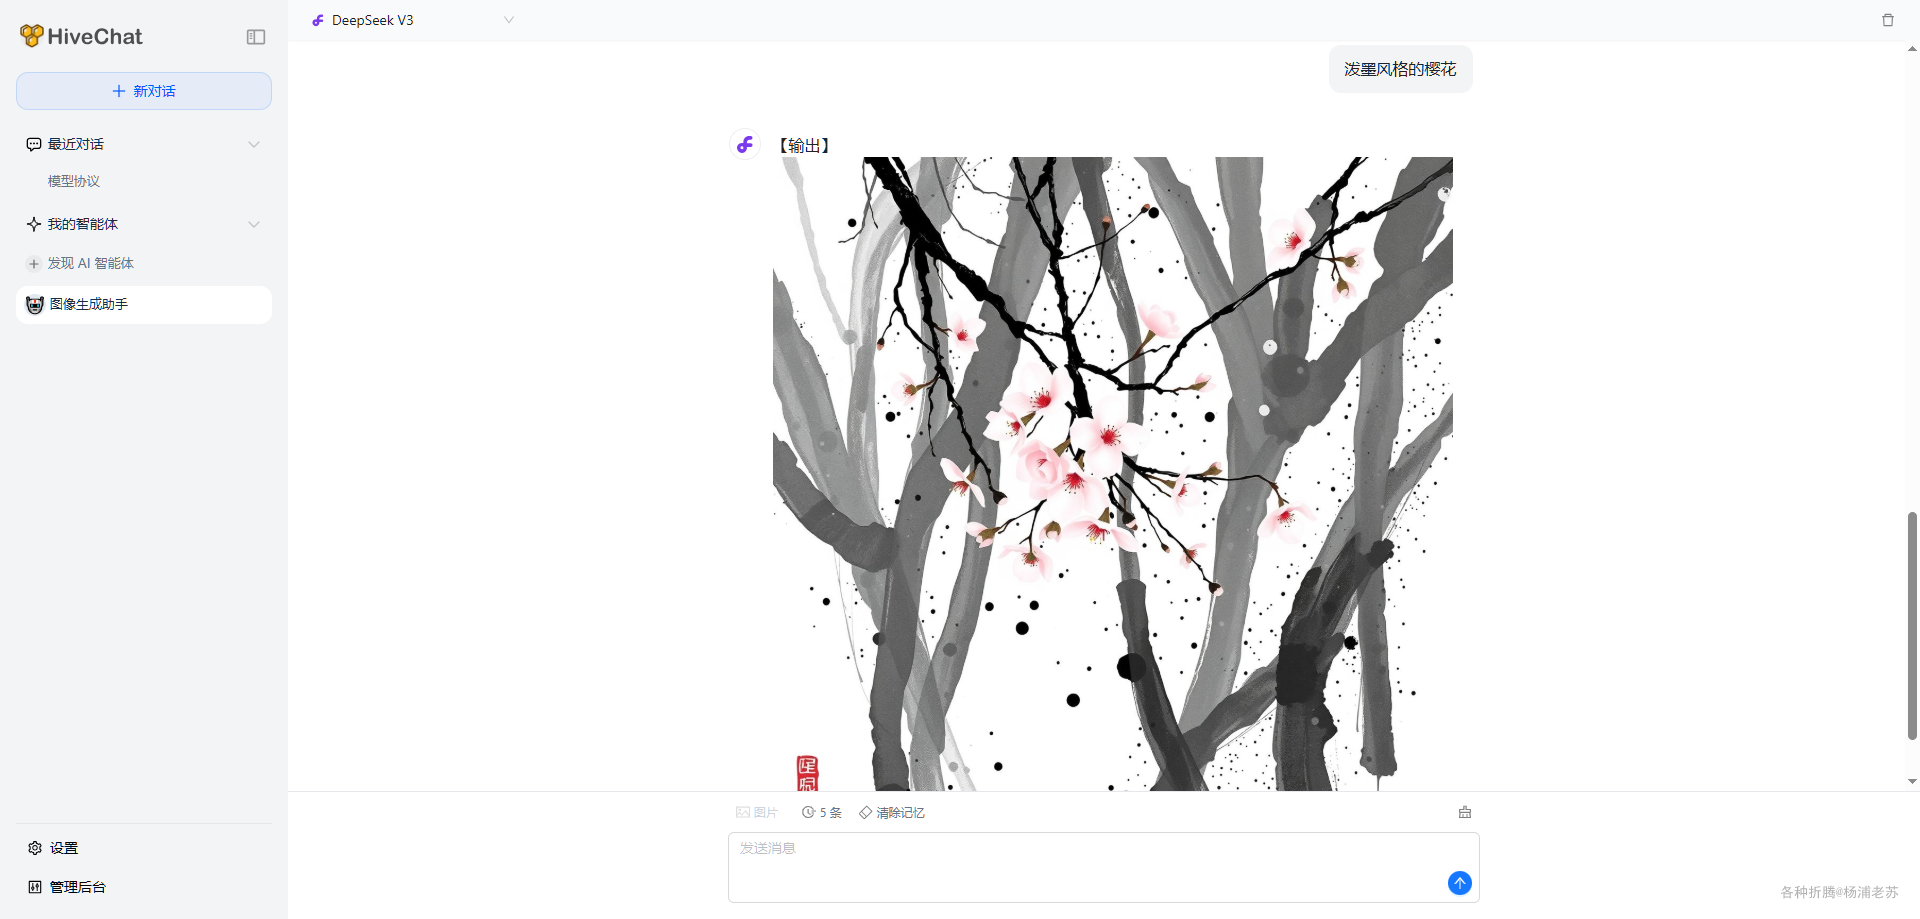 HiveChat
新对话
最近对话
模型协议
我的智能体
发现 AI 智能体
图像生成助手
设置
管理后台
DeepSeek V3
泼墨风格的樱花
【输出】
图片
5 条
清除记忆
发送消息
各种折腾@杨浦老苏